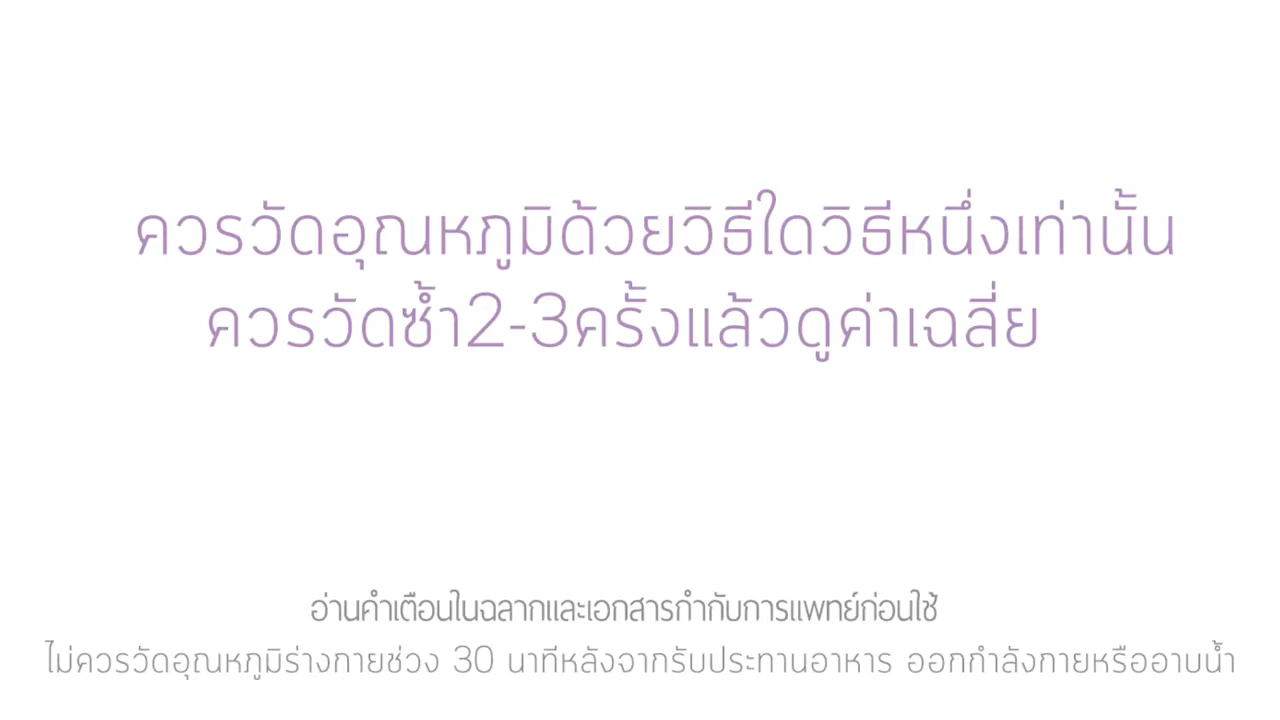 ควรวัดอุณหภูมิด้วยวิธีใดวิธีหนึ่งเท่านั้น
ควรวัดซ้ำ2-3ครั้งแล้วดูค่าเฉลี่ย
อ่านคำเตือนในฉลากและเอกสารกำกับการแพทย์ก่อนใช้
ไม่ควรวัดอุณหภูมิร่างกายช่วง 30 นาทีหลังจากรับประทานอาหาร ออกกำลังกายหรืออาบน้ำ